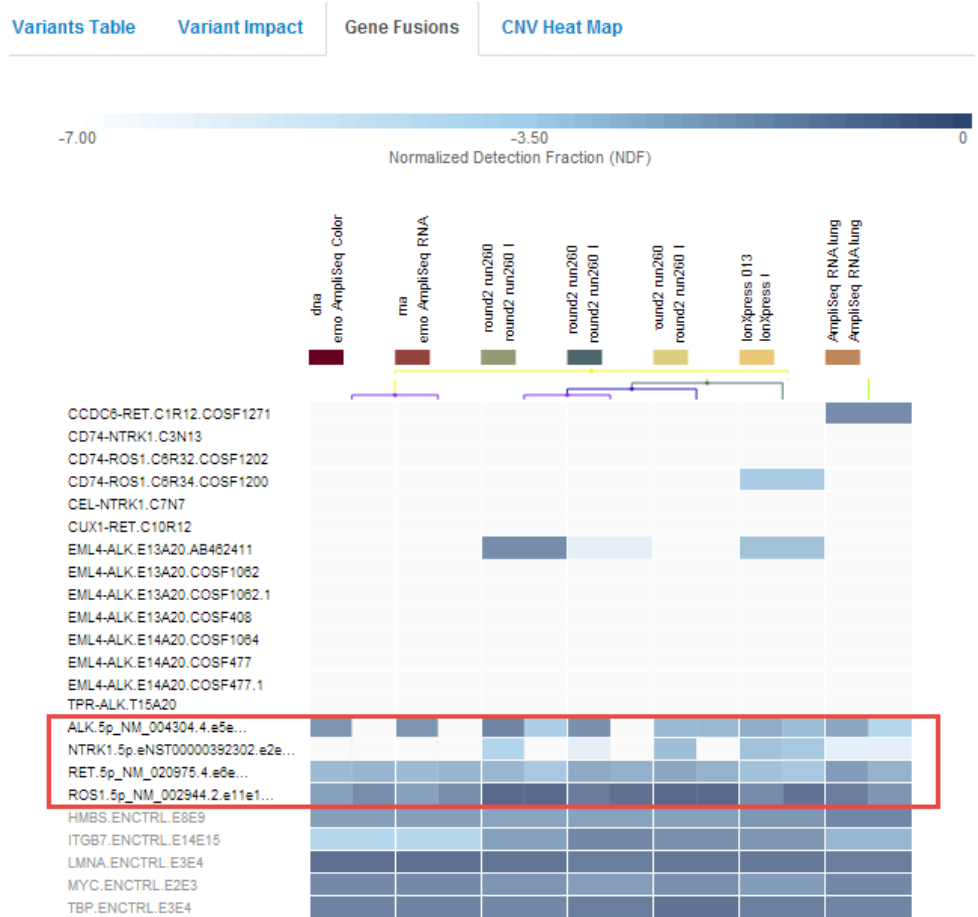 Variants Table Variant Impact Gene Fusions CNV Heat Map
-7.00 -3.50 0
Normalized Detection Fraction (NDF)
dna
emo AmpliSeq Color
rna
emo AmpliSeq RNA
round2 run260
round2 run260 I
round2 run260
round2 run260 I
ound2 run260
round2 run260 I
IonXpress 013
IonXpress I
AmpliSeq RNA lung
AmpliSeq RNA lung
CCDC6-RET.C1R12.COSF1271
CD74-NTRK1.C3N13
CD74-ROS1.C6R32.COSF1202
CD74-ROS1.C6R34.COSF1200
CEL-NTRK1.C7N7
CUX1-RET.C10R12
EML4-ALK.E13A20.AB462411
EML4-ALK.E13A20.COSF1062
EML4-ALK.E13A20.COSF1062.1
EML4-ALK.E13A20.COSF408
EML4-ALK.E14A20.COSF1064
EML4-ALK.E14A20.COSF477
EML4-ALK.E14A20.COSF477.1
TPR-ALK.T15A20
ALK.5p_NM_004304.4.e5e...
NTRK1.5p.eNST00000392302.e2e...
RET.5p_NM_020975.4.e6e...
ROS1.5p_NM_002944.2.e11e1...
HMBS.ENCTRL.E8E9
ITGB7.ENCTRL.E14E15
LMNA.ENCTRL.E3E4
MYC.ENCTRL.E2E3
TBP.ENCTRL.E3E4